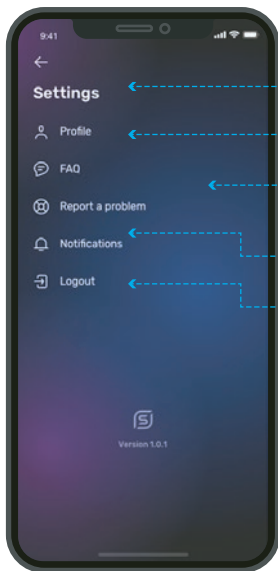 9:41
Settings
Profile
FAQ
Report a problem
Notifications
Logout
Version 1.0.1